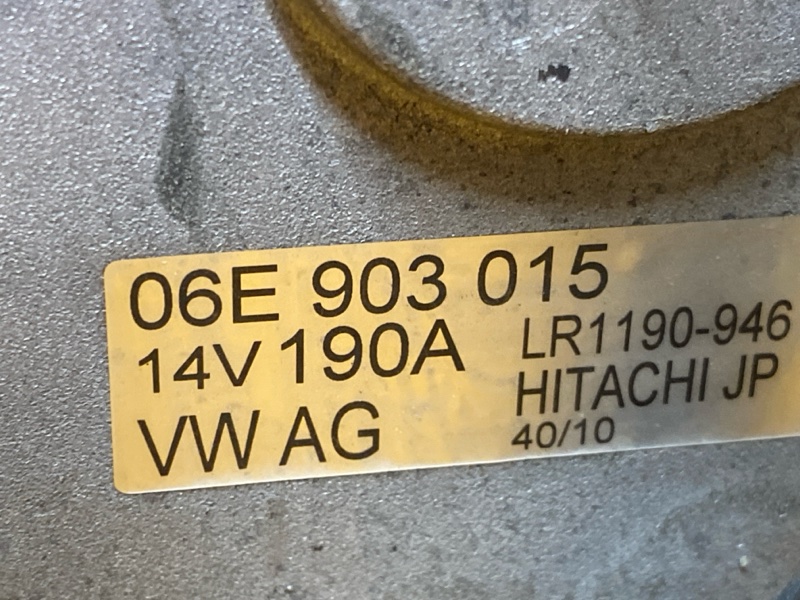 06E 903 015
14V 190A LR1190-946
HITACHI JP
VW AG 40/10